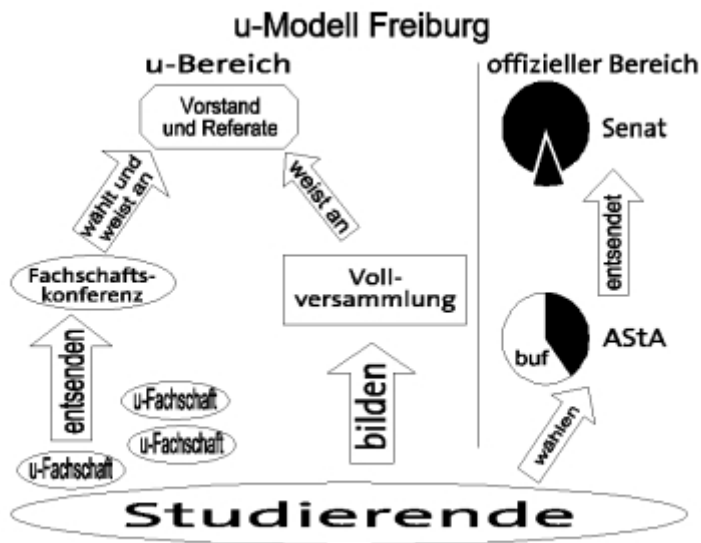 u-Modell Freiburg
u-Bereich
offizieller Bereich
Vorstand
und Referate
Senat
wählt und
weist an
weist an
entsendet
Fachschafts-
konferenz
Voll-
versammlung
AStA
buf
entsenden
bilden
wählen
u-Fachschaft
u-Fachschaft
u-Fachschaft
Studierende